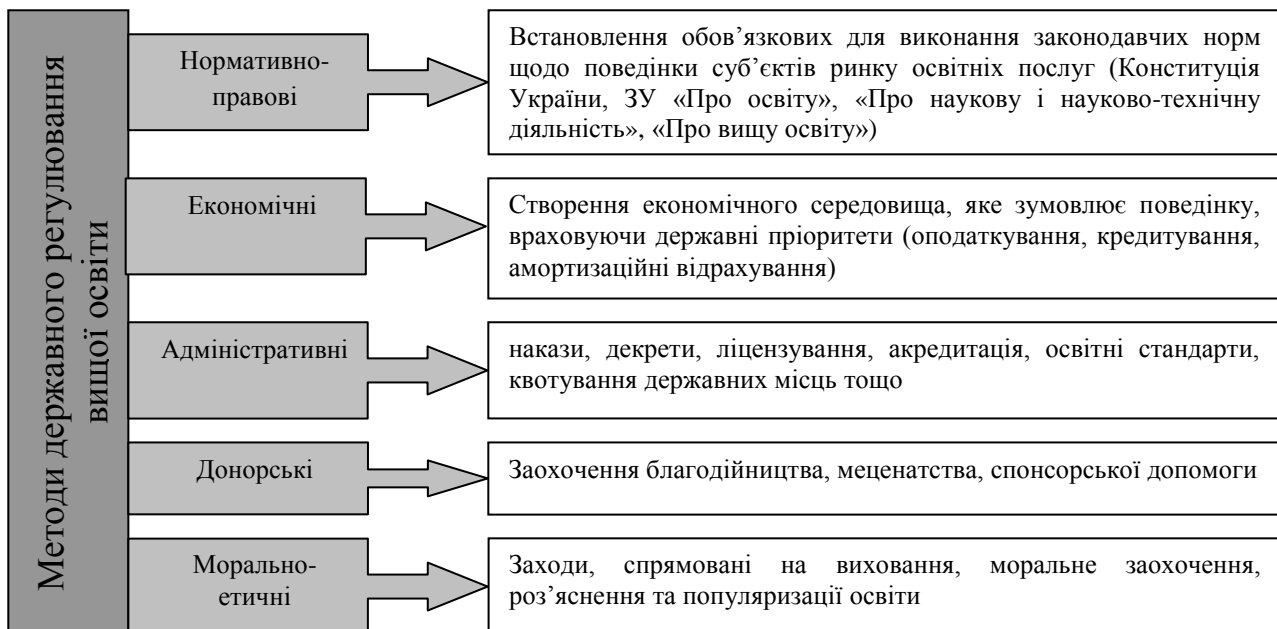 Методи державного регулювання
вищої освіти
Нормативно-
правові
Встановлення обов’язкових для виконання законодавчих норм
щодо поведінки суб’єктів ринку освітніх послуг (Конституція
України, ЗУ «Про освіту», «Про наукову і науково-технічну
діяльність», «Про вищу освіту»)
Економічні
Створення економічного середовища, яке зумовлює поведінку,
враховуючи державні пріоритети (оподаткування, кредитування,
амортизаційні відрахування)
Адміністративні
накази, декрети, ліцензування, акредитація, освітні стандарти,
квотування державних місць тощо
Донорські
Заохочення благодійництва, меценатства, спонсорської допомоги
Морально-
етичні
Заходи, спрямовані на виховання, моральне заохочення,
роз’яснення та популяризації освіти